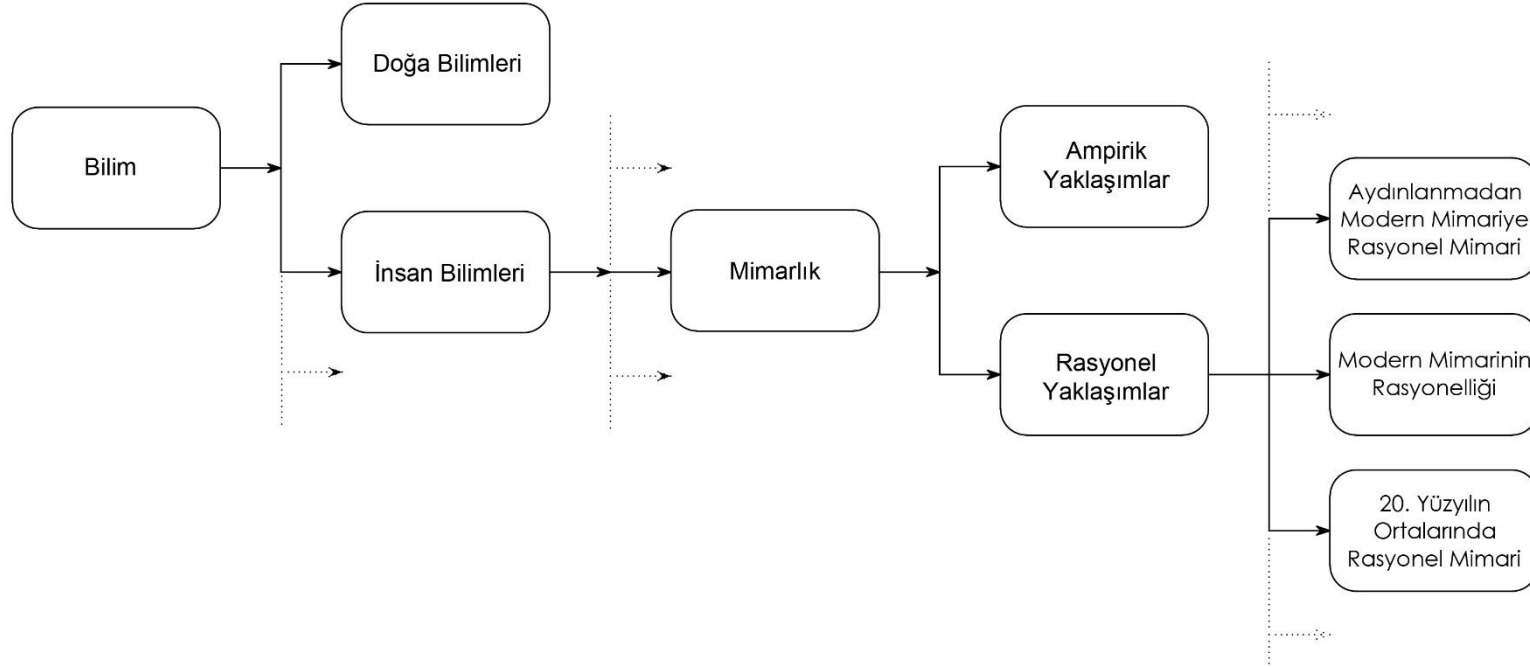 Bilim
Doğa Bilimleri
İnsan Bilimleri
Mimarlık
Ampirik
Yaklaşımlar
Rasyonel
Yaklaşımlar
Aydınlanmadan
Modern Mimariye
Rasyonel Mimari
Modern Mimarinin
Rasyonelliği
20. Yüzyılın
Ortalarında
Rasyonel Mimari